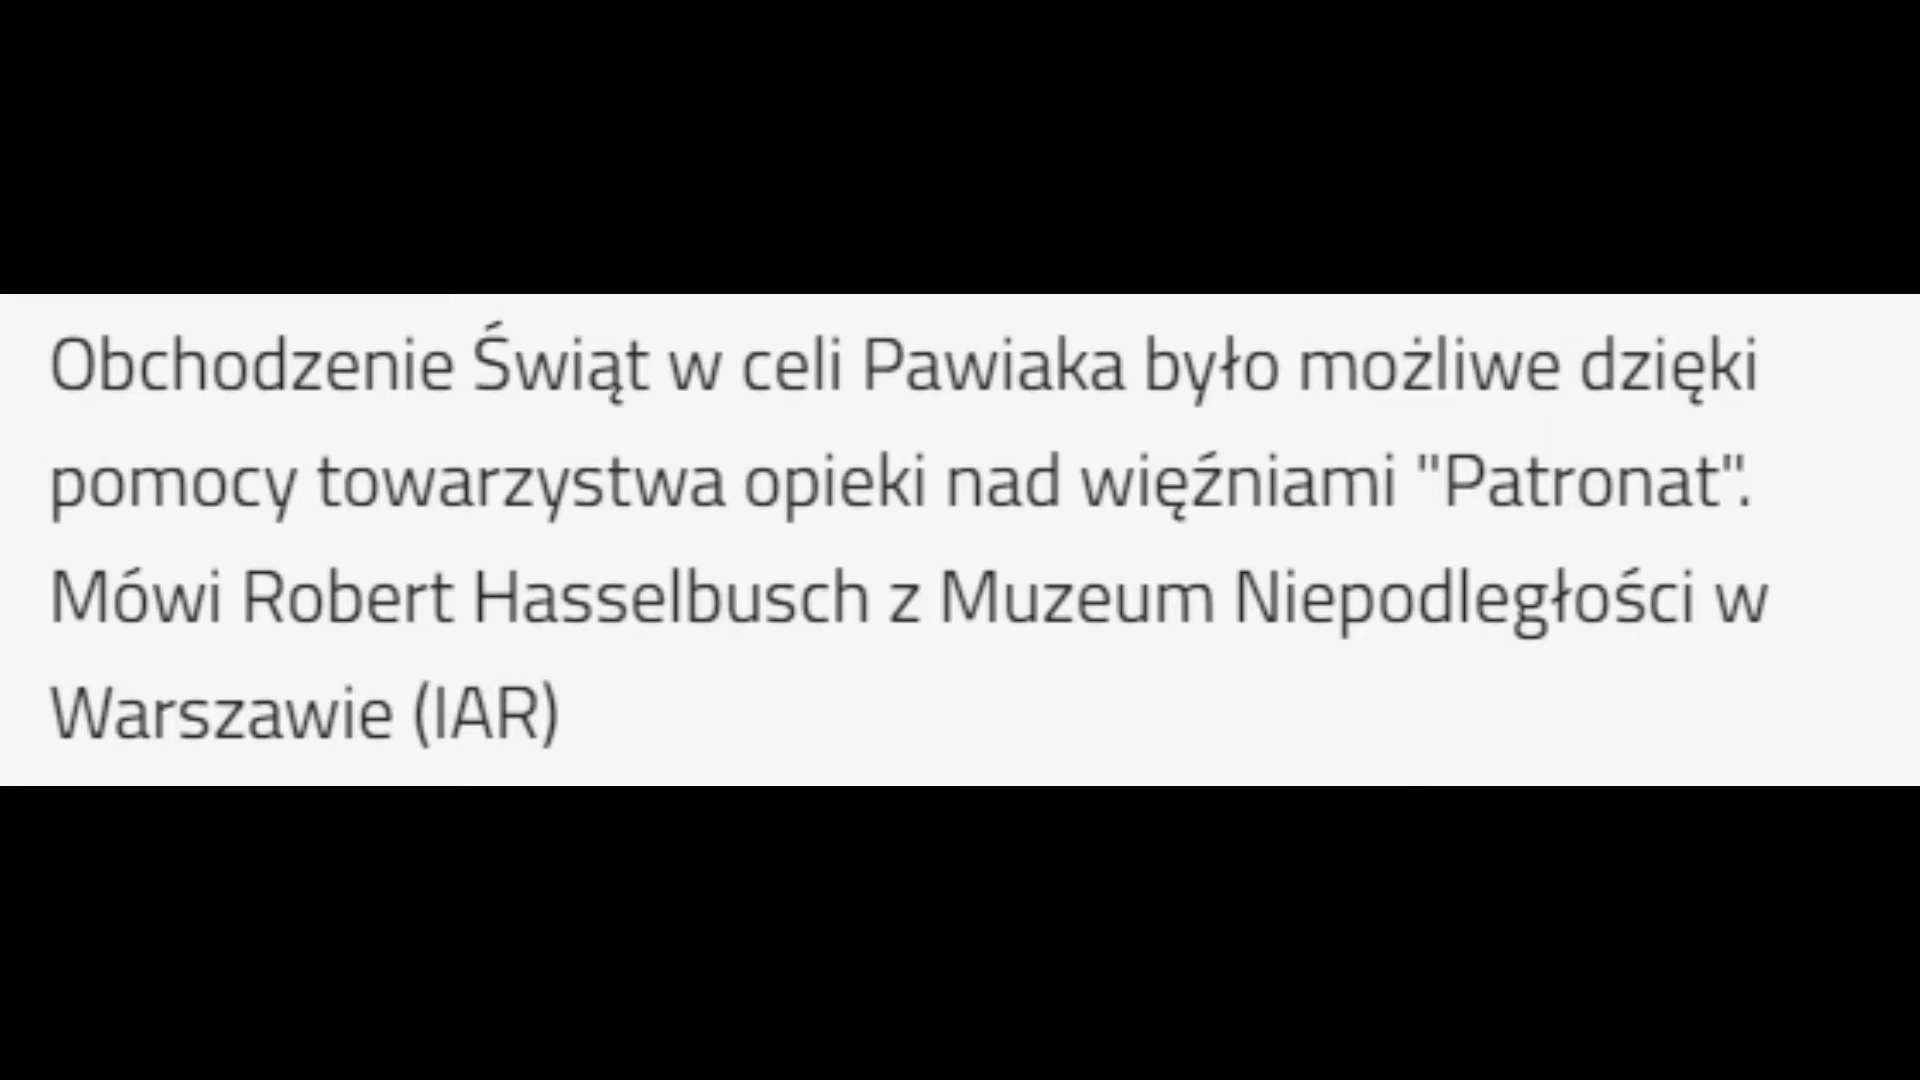 Obchodzenie Świąt w celi Pawiaka było możliwe dzięki
pomocy towarzystwa opieki nad więźniami "Patronat".
Mówi Robert Hasselbusch z Muzeum Niepodległości w
Warszawie (IAR)